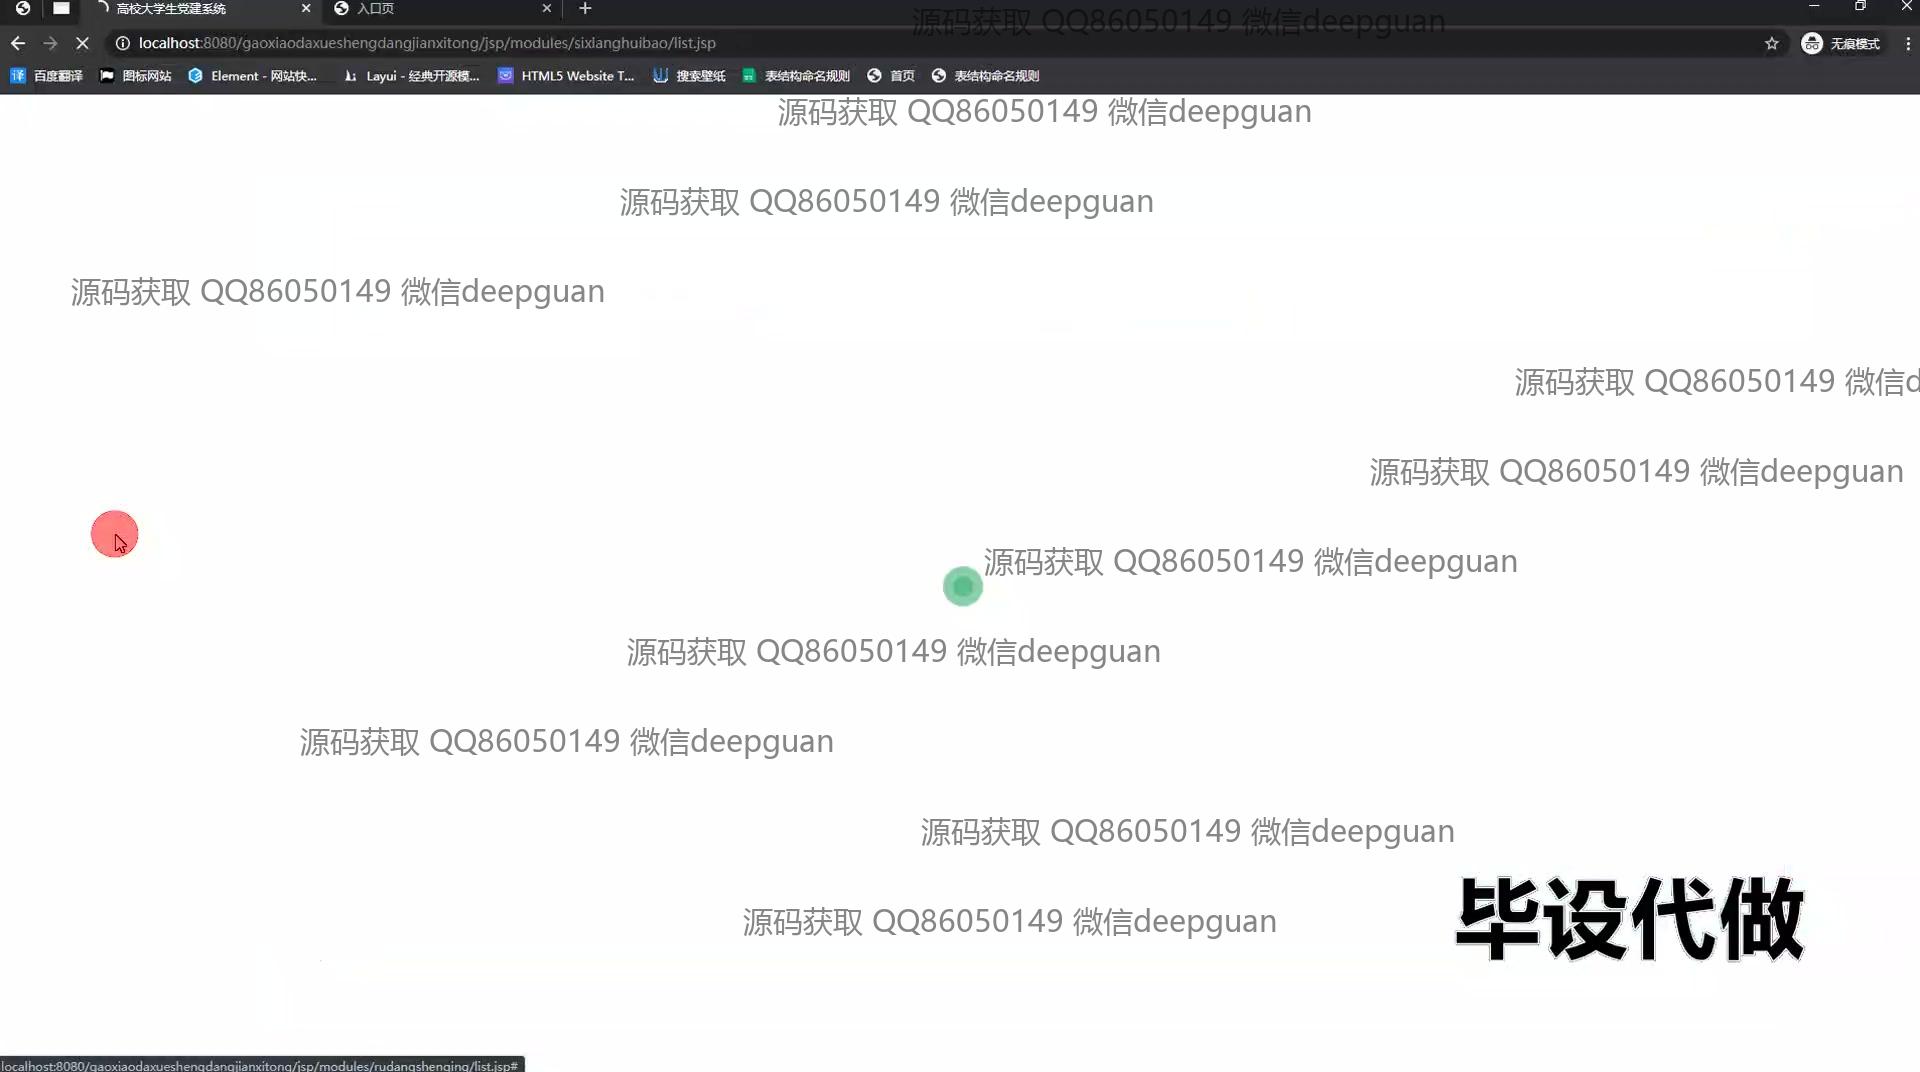 高校大学生党建系统
入口页
源码获取 QQ86050149 微信deepguan
localhost:8080/gaoxiaodaxueshengdangjianxitong/jsp/modules/sixianghuibao/list.jsp
无痕模式
百度翻译
图标网站
Element - 网站快...
Layui - 经典开源模...
HTML5 Website T...
搜索壁纸
表结构命名规则
首页
表结构命名规则
源码获取 QQ86050149 微信deepguan
源码获取 QQ86050149 微信deepguan
源码获取 QQ86050149 微信deepguan
源码获取 QQ86050149 微信d
源码获取 QQ86050149 微信deepguan
源码获取 QQ86050149 微信deepguan
源码获取 QQ86050149 微信deepguan
源码获取 QQ86050149 微信deepguan
源码获取 QQ86050149 微信deepguan
毕设代做
源码获取 QQ86050149 微信deepguan
localhost:8080/gaoxiaodaxueshengdangjianxitong/jsp/modules/rudangshenqing/list.jsp#